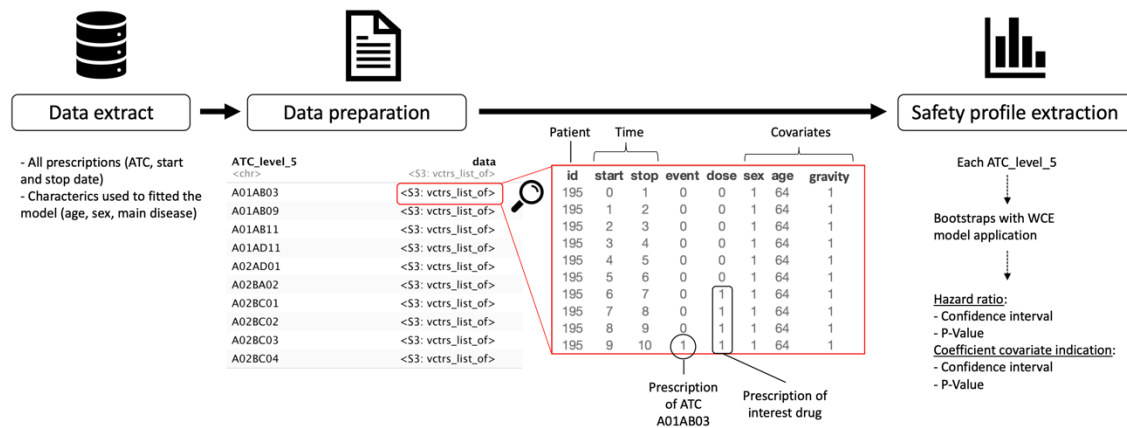 Data extract
Data preparation
Safety profile extraction
- All prescriptions (ATC, start
and stop date)
- Characterics used to fitted the
model (age, sex, main disease)
ATC_level_5 data
<chr> <S3: vctrs_list_of>
A01AB03 <S3: vctrs_list_of>
A01AB09 <S3: vctrs_list_of>
A01AB11 <S3: vctrs_list_of>
A01AD11 <S3: vctrs_list_of>
A02AD01 <S3: vctrs_list_of>
A02BA02 <S3: vctrs_list_of>
A02BC01 <S3: vctrs_list_of>
A02BC02 <S3: vctrs_list_of>
A02BC03 <S3: vctrs_list_of>
A02BC04 <S3: vctrs_list_of>
Patient Time Covariates
id start stop event dose sex age gravity
195 0 1 0 0 1 64 1
195 1 2 0 0 1 64 1
195 2 3 0 0 1 64 1
195 3 4 0 0 1 64 1
195 4 5 0 0 1 64 1
195 5 6 0 0 1 64 1
195 6 7 0 1 1 64 1
195 7 8 0 1 1 64 1
195 8 9 0 1 1 64 1
195 9 10 1 1 1 64 1
Prescription
of ATC
A01AB03
Prescription of
interest drug
Each ATC_level_5
Bootstraps with WCE
model application
Hazard ratio:
- Confidence interval
- P-Value
Coefficient covariate indication:
- Confidence interval
- P-Value